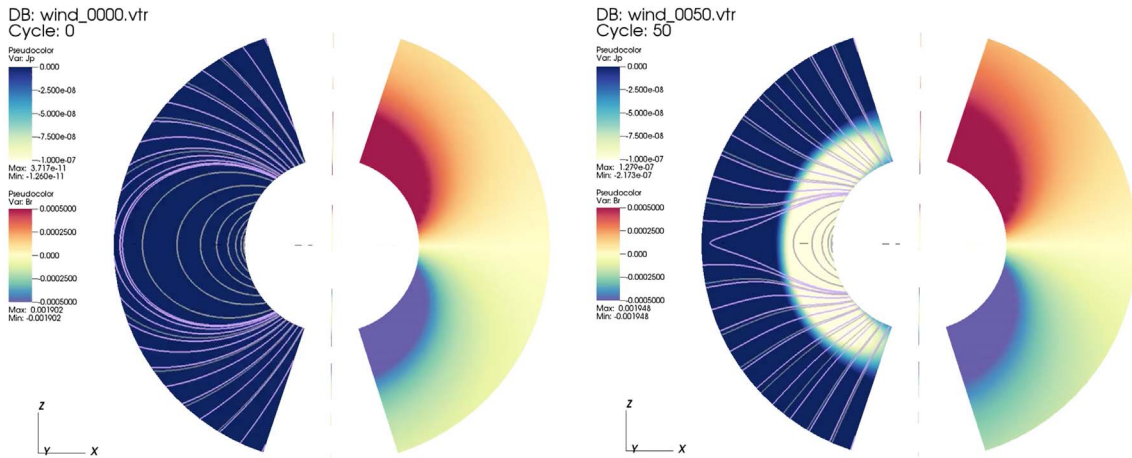 DB: wind_0000.vtr
Cycle: 0
Pseudocolor
Var: Jp
0.000
-2.500e-08
-5.000e-08
-7.500e-08
-1.000e-07
Max: 3.717e-11
Min: -1.260e-11
Pseudocolor
Var: Br
0.0005000
0.0002500
0.000
-0.0002500
-0.0005000
Max: 0.001902
Min: -0.001902
Z
Y
X
DB: wind_0050.vtr
Cycle: 50
Pseudocolor
Var: Jp
0.000
-2.500e-08
-5.000e-08
-7.500e-08
-1.000e-07
Max: 1.279e-07
Min: -2.173e-07
Pseudocolor
Var: Br
0.0005000
0.0002500
0.000
-0.0002500
-0.0005000
Max: 0.001948
Min: -0.001948
Z
Y
X